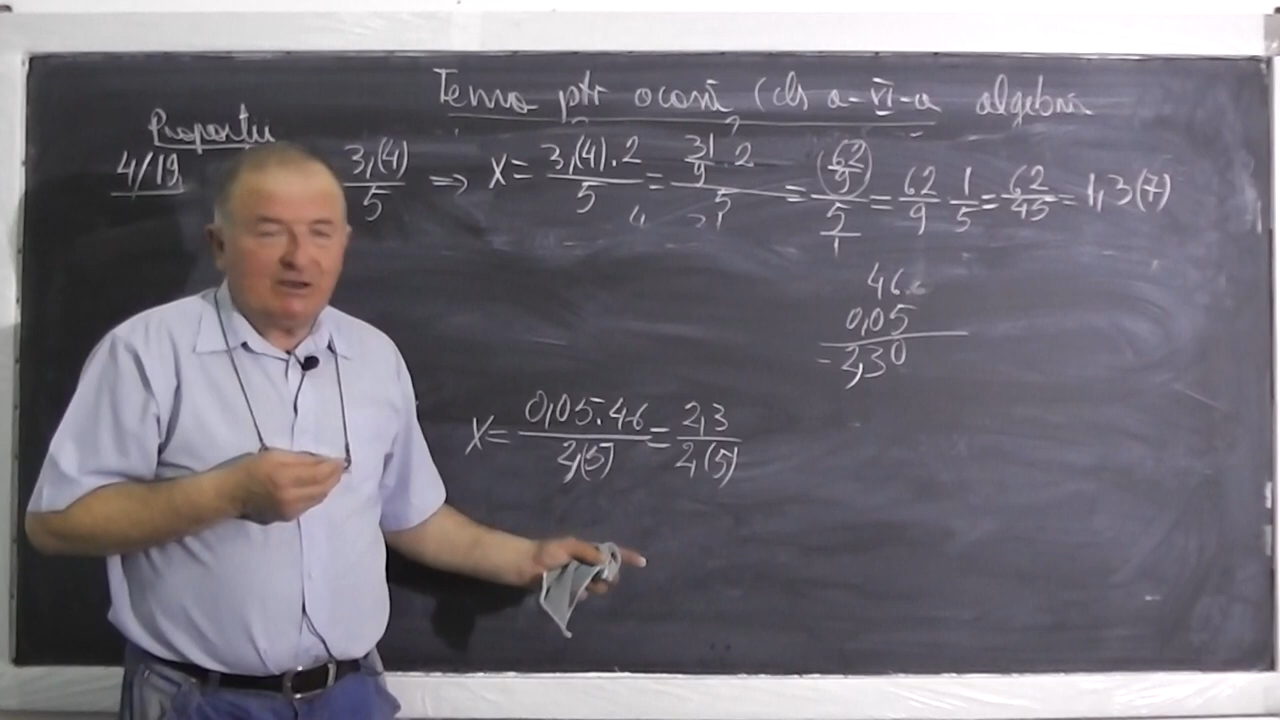 Tema ptr acasă (cls a-VI-a algebră
Proporții
4/19 3,(4)/5 => x = 3,(4).2/5 = 31/9 . 2/5 = (62/9)/(5/1) = 62/9 . 1/5 = 62/45 = 1,3(7)
46
0,05
2,30
x = 0,05.46/2,(5) = 2,3/2,(5)